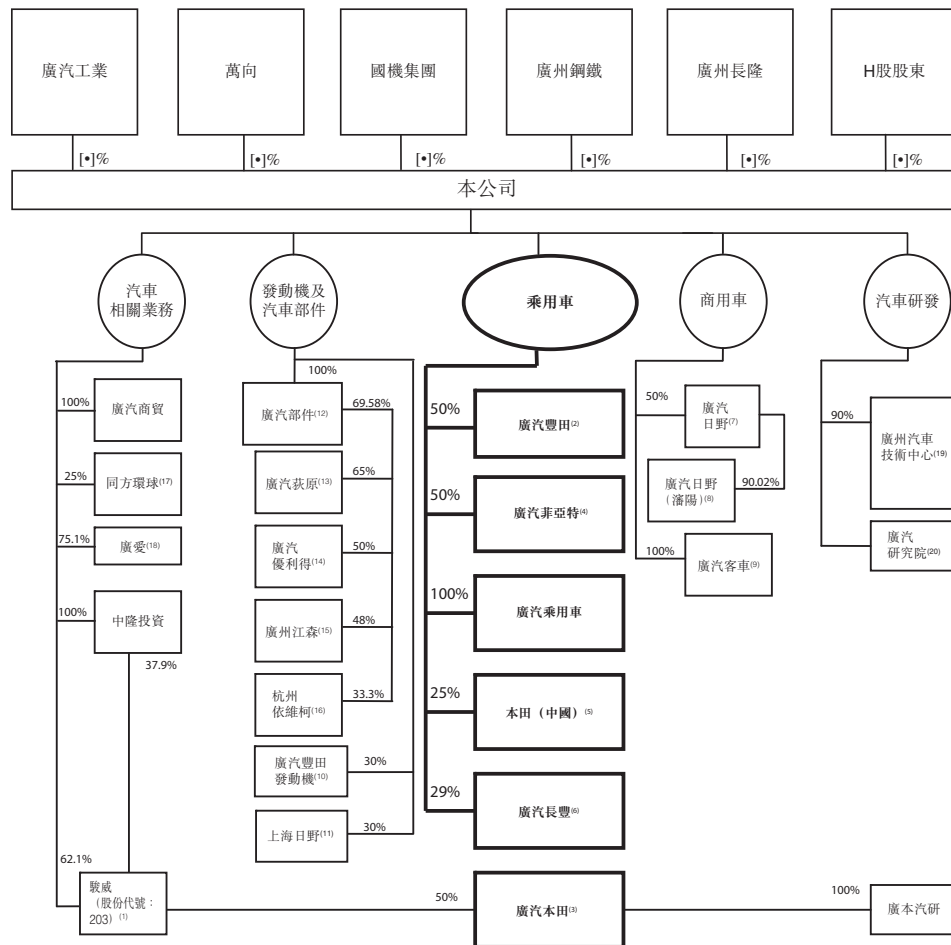 廣汽工業
萬向
國機集團
廣州鋼鐵
廣州長隆
H股股東
[•]%
[•]%
[•]%
[•]%
[•]%
[•]%
本公司
汽車
相關業務
發動機及
汽車部件
乘用車
商用車
汽車研發
100%
廣汽商貿
25%
同方環球(17)
75.1%
廣愛(18)
100%
中隆投資
37.9%
62.1%
駿威
(股份代號：
203) (1)
100%
廣汽部件(12)
69.58%
廣汽荻原(13)
65%
廣汽
優利得(14)
50%
廣州江森(15)
48%
杭州
依維柯(16)
33.3%
廣汽豐田
發動機(10)
30%
上海日野(11)
30%
50%
廣汽豐田(2)
50%
廣汽菲亞特(4)
100%
廣汽乘用車
25%
本田（中國）(5)
29%
廣汽長豐(6)
50%
廣汽本田(3)
50%
廣汽
日野(7)
廣汽日野
(瀋陽)(8)
90.02%
100%
廣汽客車(9)
90%
廣州汽車
技術中心(19)
廣汽
研究院(20)
100%
廣本汽研